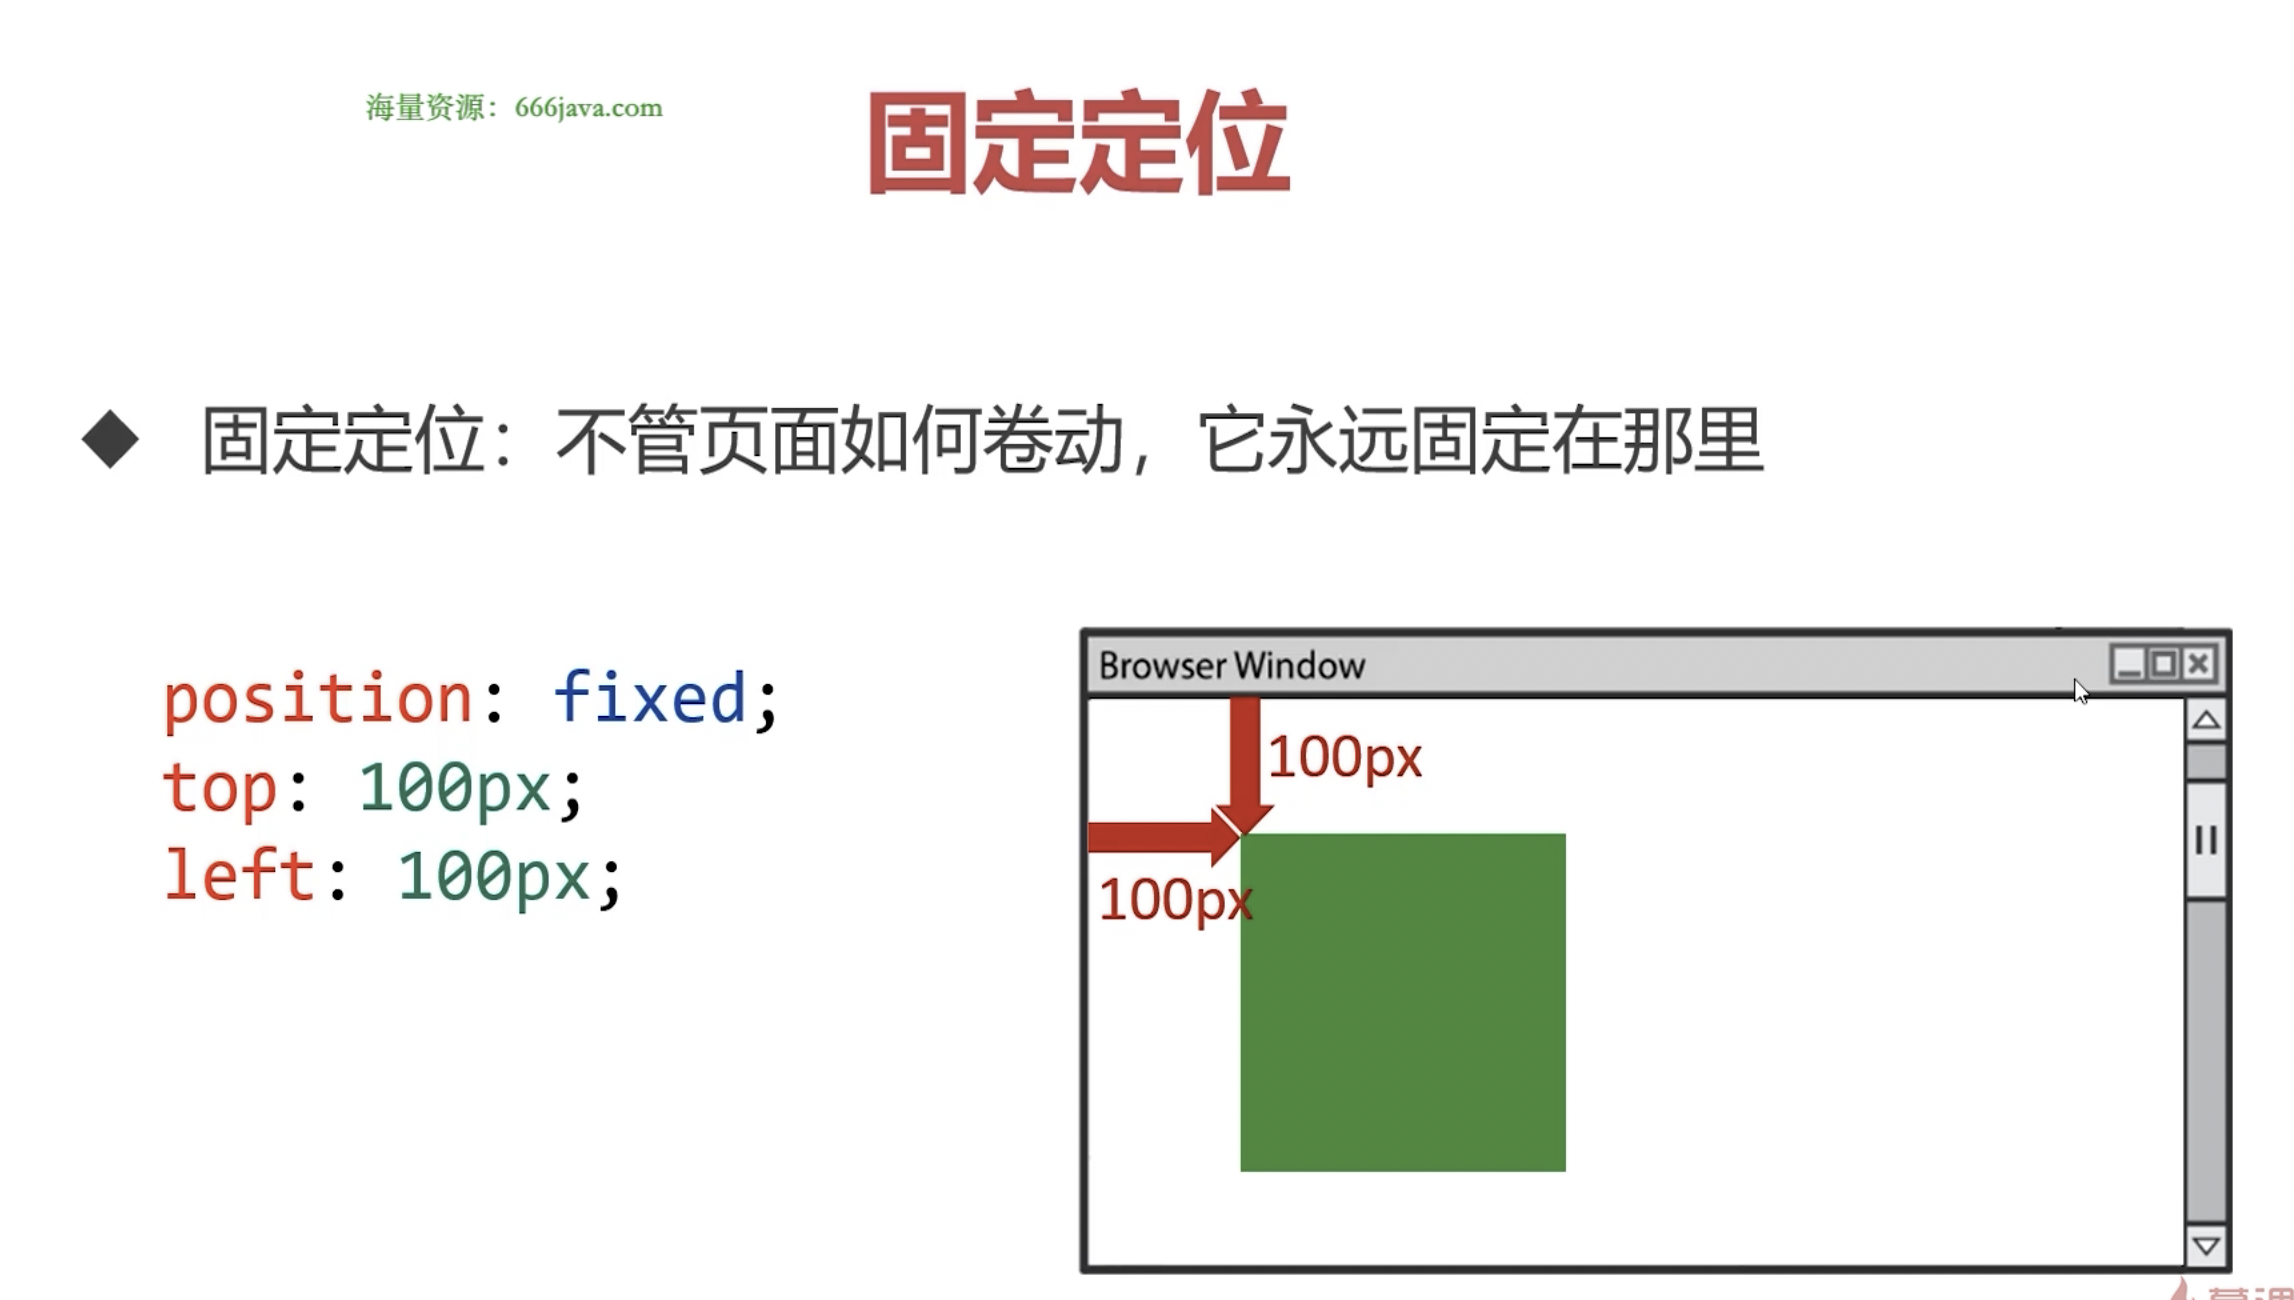 海量资源：666java.com
固定定位
固定定位：不管页面如何卷动，它永远固定在那里
position: fixed;
top: 100px;
left: 100px;
Browser Window
100px
100px